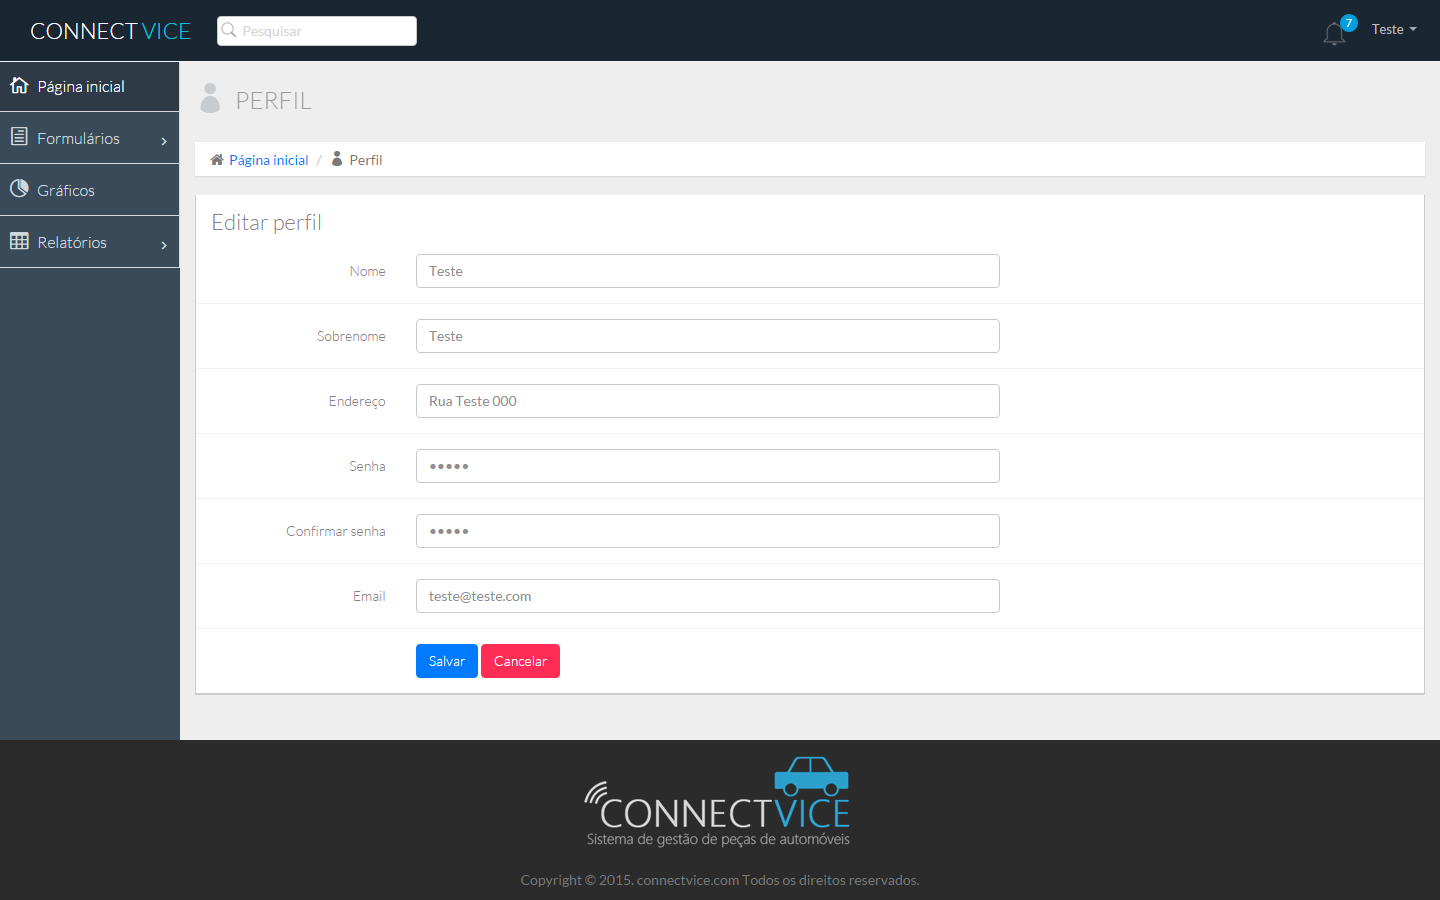 CONNECTVICE
Pesquisar
7
Teste
Página inicial
Formulários
Gráficos
Relatórios
PERFIL
Página inicial / Perfil
Editar perfil
Nome Teste
Sobrenome Teste
Endereço Rua Teste 000
Senha •••••
Confirmar senha •••••
Email teste@teste.com
Salvar Cancelar
CONNECTVICE
Sistema de gestão de peças de automóveis
Copyright © 2015. connectvice.com Todos os direitos reservados.